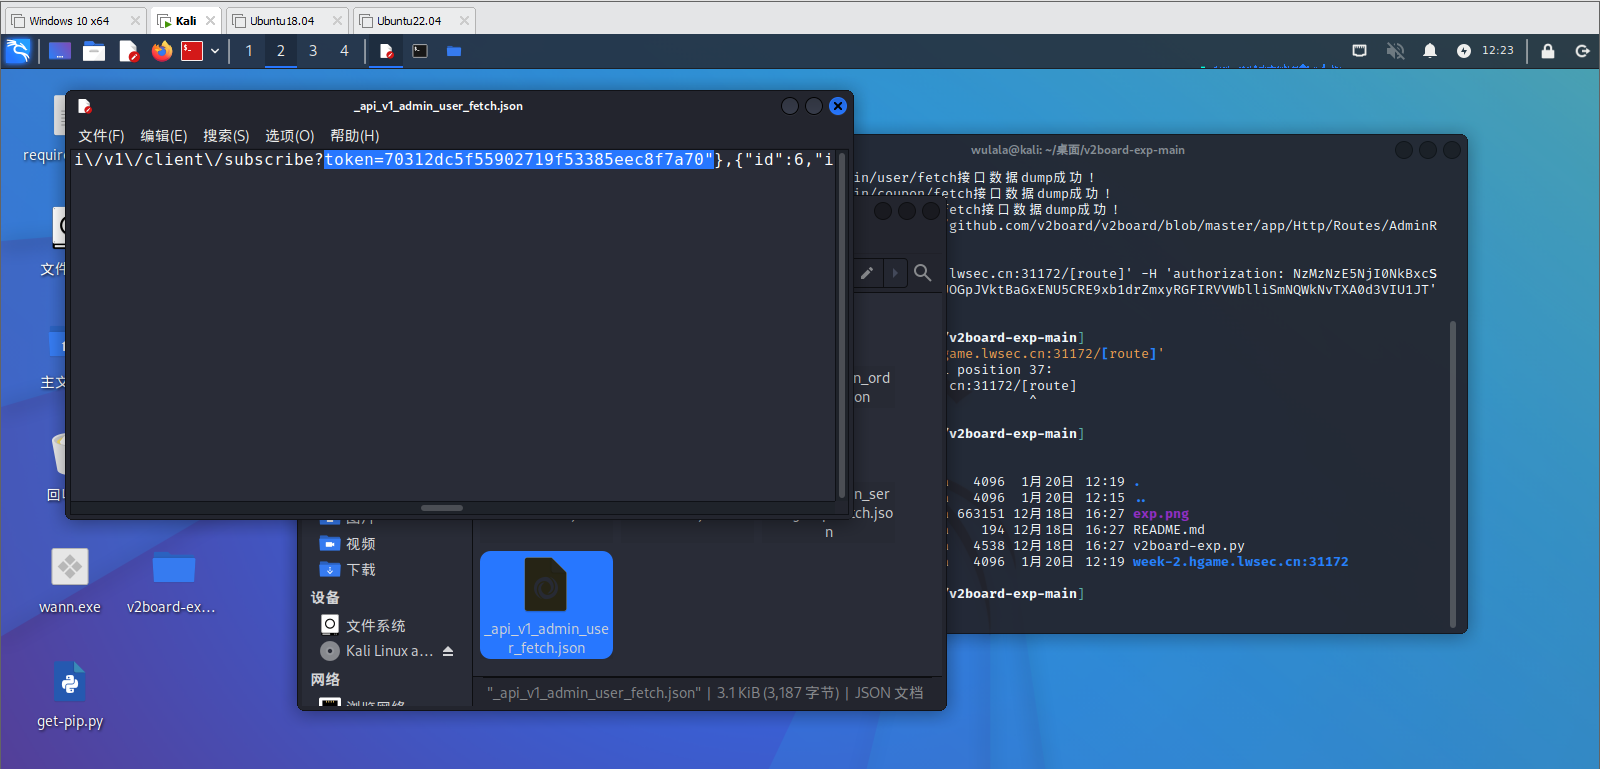 Windows 10 x64
Kali
Ubuntu18.04
Ubuntu22.04
1
2
3
4
12:23
_api_v1_admin_user_fetch.json
文件(F) 编辑(E) 搜索(S) 选项(O) 帮助(H)
i\/v1\/client\/subscribe?token=70312dc5f55902719f53385eec8f7a70"},{"id":6,"i
wulala@kali: ~/桌面/v2board-exp-main
in/user/fetch接口数据dump成功！
in/coupon/fetch接口数据dump成功！
fetch接口数据dump成功！
github.com/v2board/v2board/blob/master/app/Http/Routes/AdminR
lwsec.cn:31172/[route]' -H 'authorization: NzMzNzE5NjI0NkBxcS
JOGpJVktBaGxENU5CRE9xb1drZmxyRGFIRVVWblliSmNQWkNvTXA0d3VIU1JT'
/v2board-exp-main]
game.lwsec.cn:31172/[route]'
position 37:
cn:31172/[route]
^
/v2board-exp-main]
4096 1月20日 12:19 .
4096 1月20日 12:15 ..
663151 12月18日 16:27 exp.png
194 12月18日 16:27 README.md
4538 12月18日 16:27 v2board-exp.py
4096 1月20日 12:19 week-2.hgame.lwsec.cn:31172
/v2board-exp-main]
n_ord
on
n_ser
tch.jso
n
视频
下载
设备
文件系统
Kali Linux a...
网络
_api_v1_admin_use
r_fetch.json
"_api_v1_admin_user_fetch.json" | 3.1 KiB (3,187 字节) | JSON 文档
require
文件
主文
回
wann.exe
v2board-ex...
get-pip.py